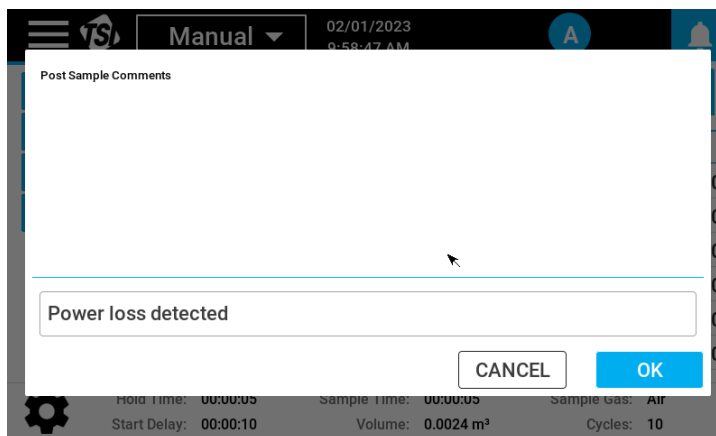 TSI Manual 02/01/2023 A
9:58:47 AM
Post Sample Comments
Power loss detected
CANCEL OK
Hold Time: 00:00:05 Sample Time: 00:00:05 Sample Gas: Air
Start Delay: 00:00:10 Volume: 0.0024 m³ Cycles: 10